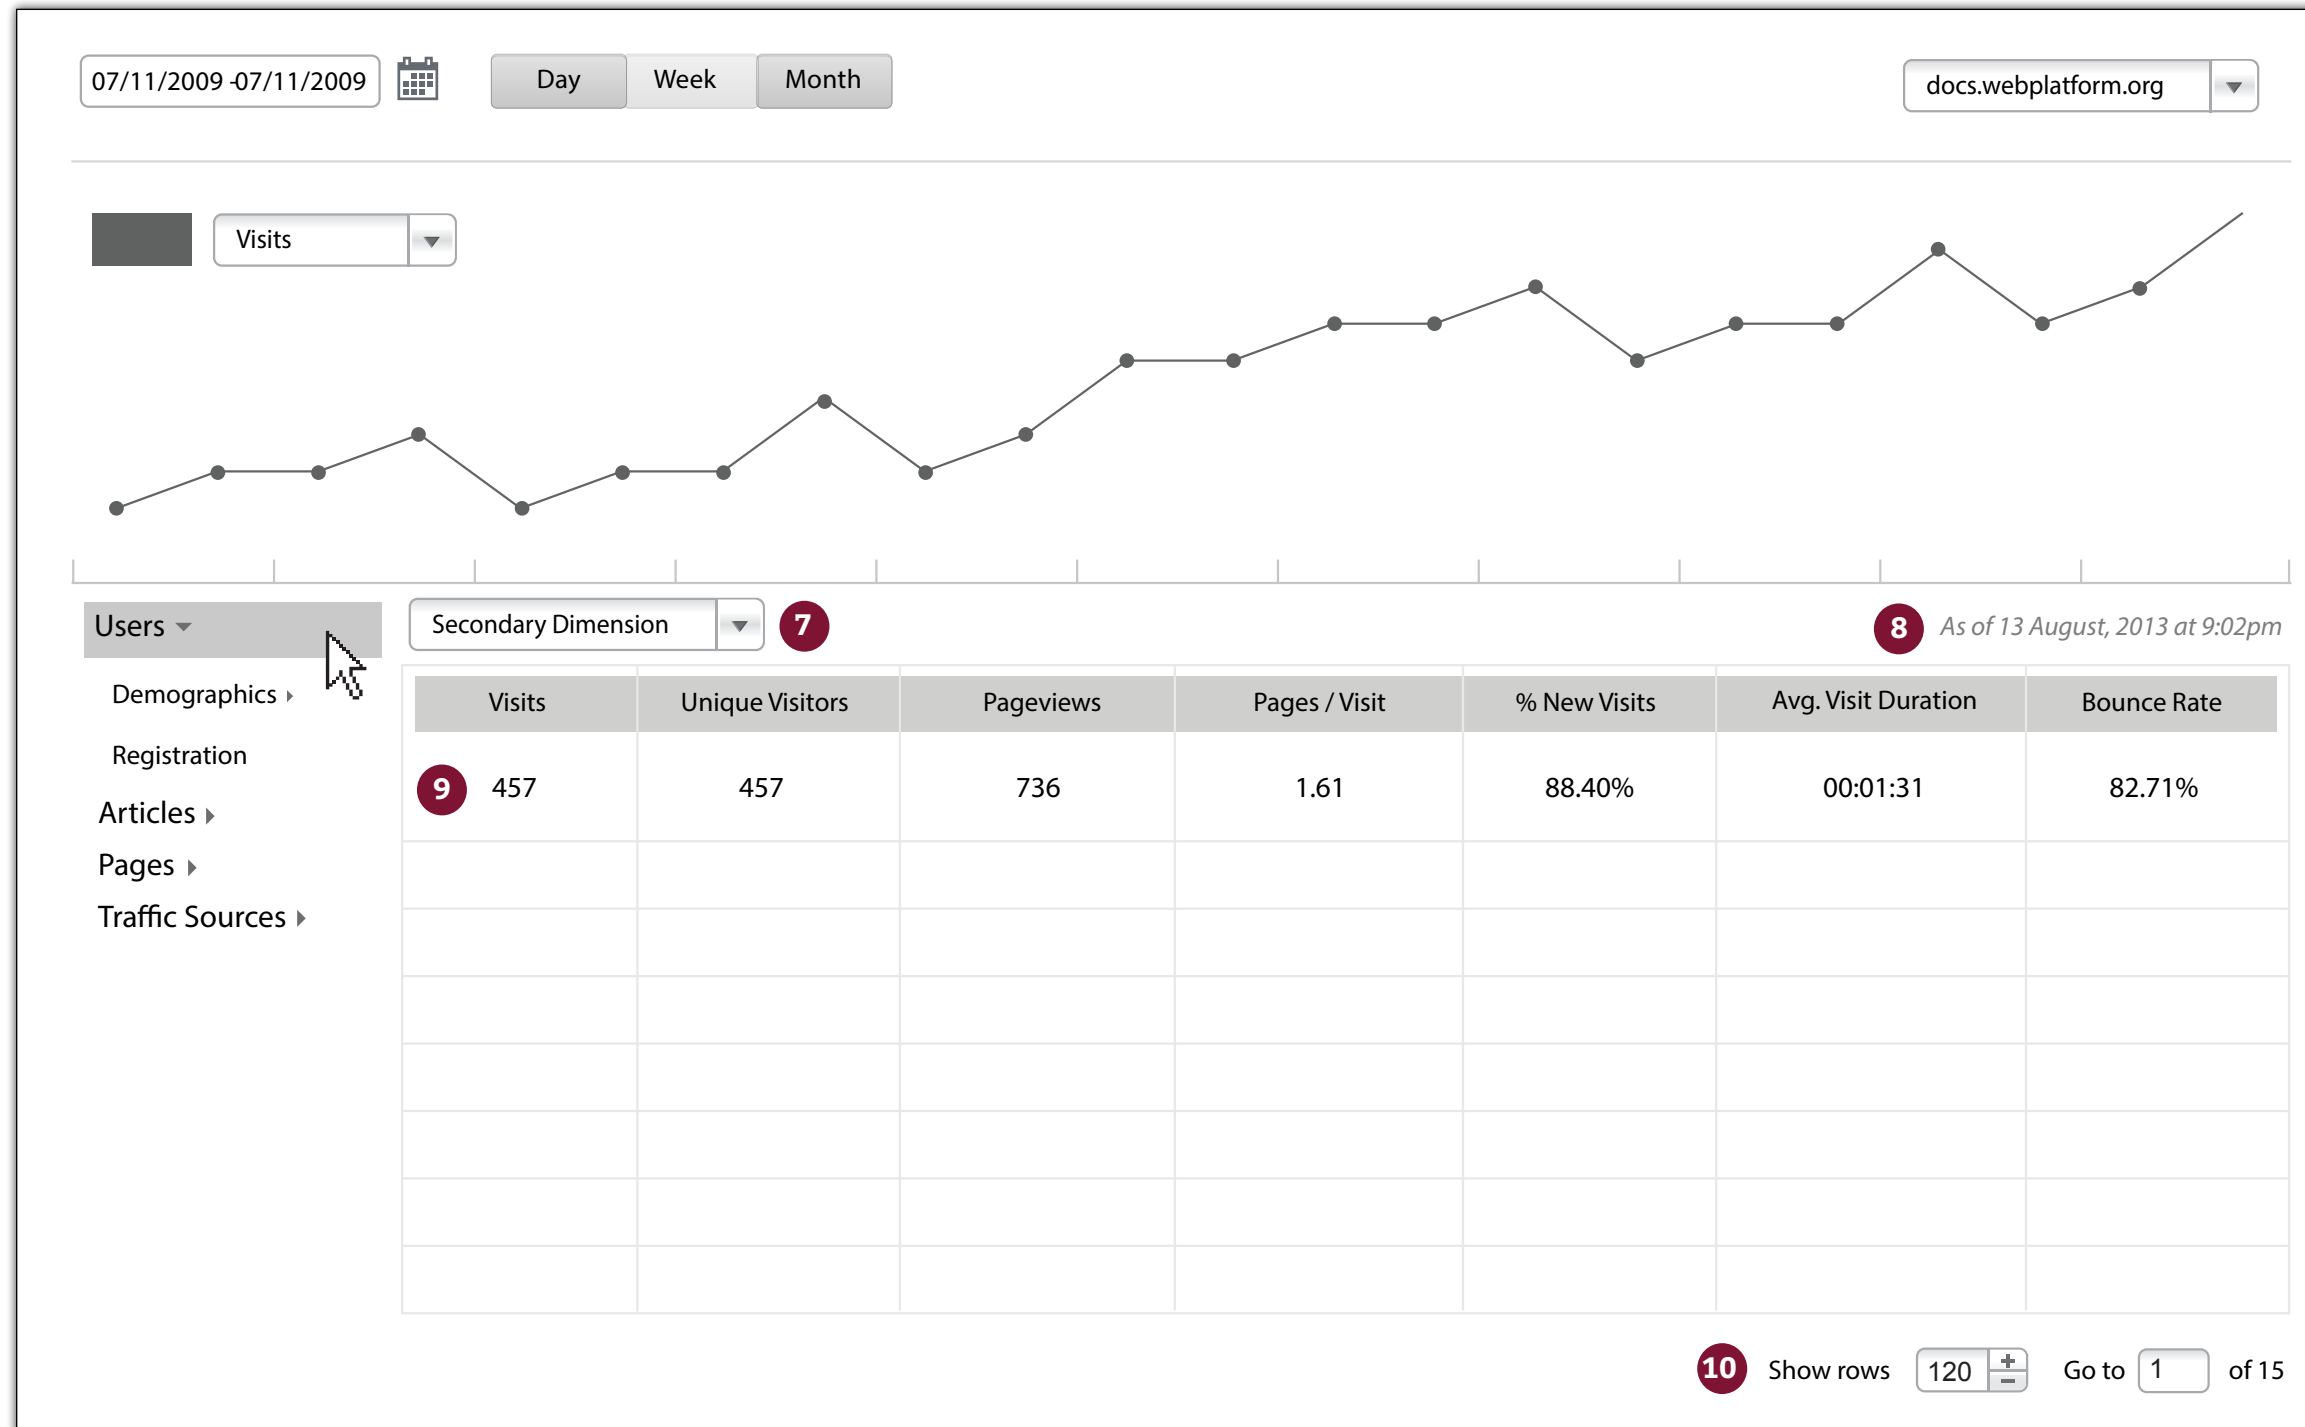 07/11/2009 -07/11/2009 Day Week Month docs.webplatform.org
Visits
Users Secondary Dimension 7 8 As of 13 August, 2013 at 9:02pm
Demographics
Registration
Articles
Pages
Traffic Sources
Visits Unique Visitors Pageviews Pages / Visit % New Visits Avg. Visit Duration Bounce Rate
9 457 457 736 1.61 88.40% 00:01:31 82.71%
10 Show rows 120 + − Go to 1 of 15